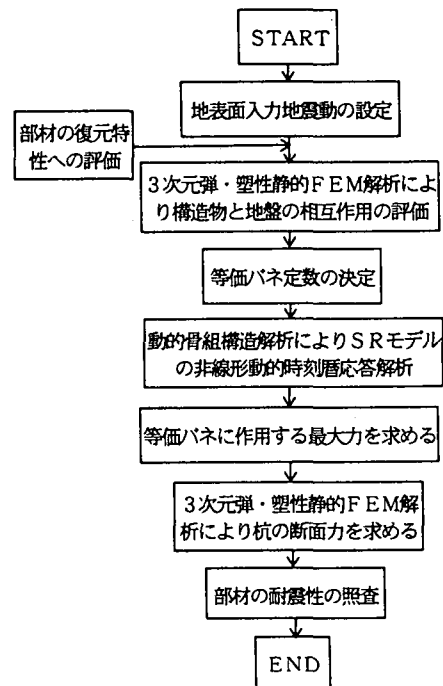 START
地表面入力地震動の設定
部材の復元特
性への評価
3次元弾・塑性静的FEM解析によ
り構造物と地盤の相互作用の評価
等価バネ定数の決定
動的骨組構造解析によりSRモデル
の非線形動的時刻暦応答解析
等価バネに作用する最大力を求める
3次元弾・塑性静的FEM解
析により杭の断面力を求める
部材の耐震性の照査
END